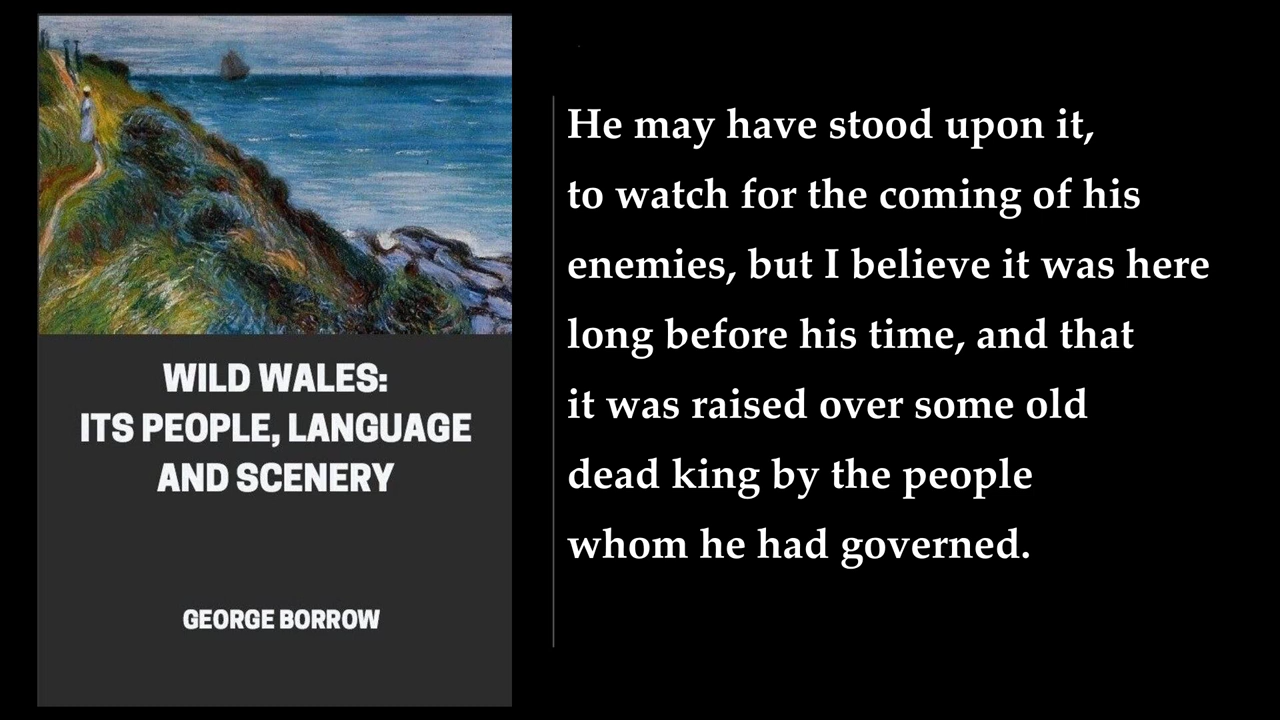 WILD WALES:
ITS PEOPLE, LANGUAGE
AND SCENERY
GEORGE BORROW
He may have stood upon it,
to watch for the coming of his
enemies, but I believe it was here
long before his time, and that
it was raised over some old
dead king by the people
whom he had governed.